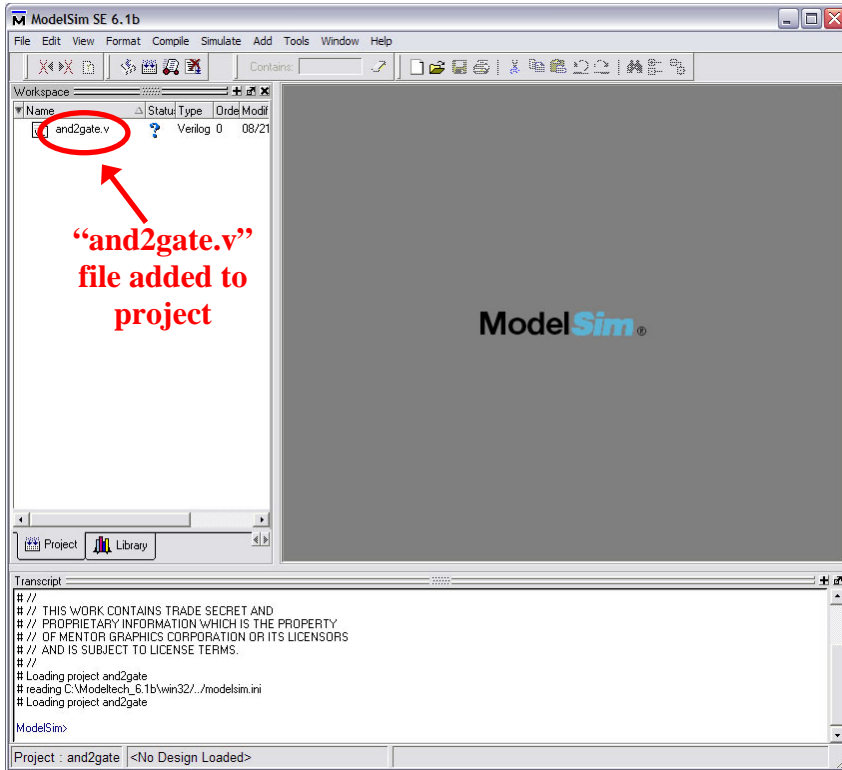 ModelSim SE 6.1b
File Edit View Format Compile Simulate Add Tools Window Help
Contains:
Workspace
Name Statu Type Orde Modif
and2gate.v ? Verilog 0 08/21
“and2gate.v”
file added to
project
ModelSim®
Project Library
Transcript
# //
# // THIS WORK CONTAINS TRADE SECRET AND
# // PROPRIETARY INFORMATION WHICH IS THE PROPERTY
# // OF MENTOR GRAPHICS CORPORATION OR ITS LICENSORS
# // AND IS SUBJECT TO LICENSE TERMS.
# //
# Loading project and2gate
# reading C:\Modeltech_6.1b\win32/../modelsim.ini
# Loading project and2gate
ModelSim>
Project : and2gate <No Design Loaded>